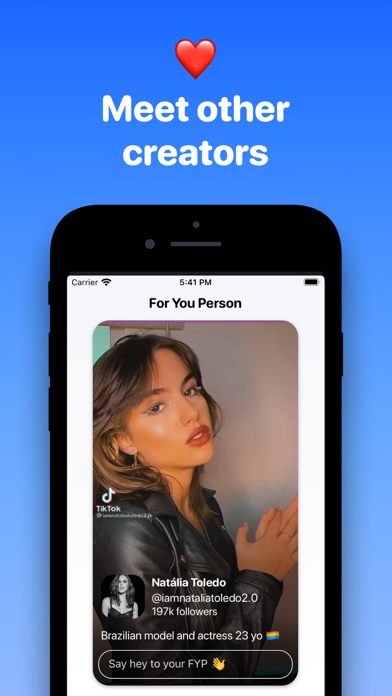 ❤️
Meet other
creators
Carrier 5:41 PM
For You Person
TikTok
@iamnataliatoledo2.0
Natália Toledo
@iamnataliatoledo2.0
197k followers
Brazilian model and actress 23 yo 🏳️‍🌈
Say hey to your FYP 👋